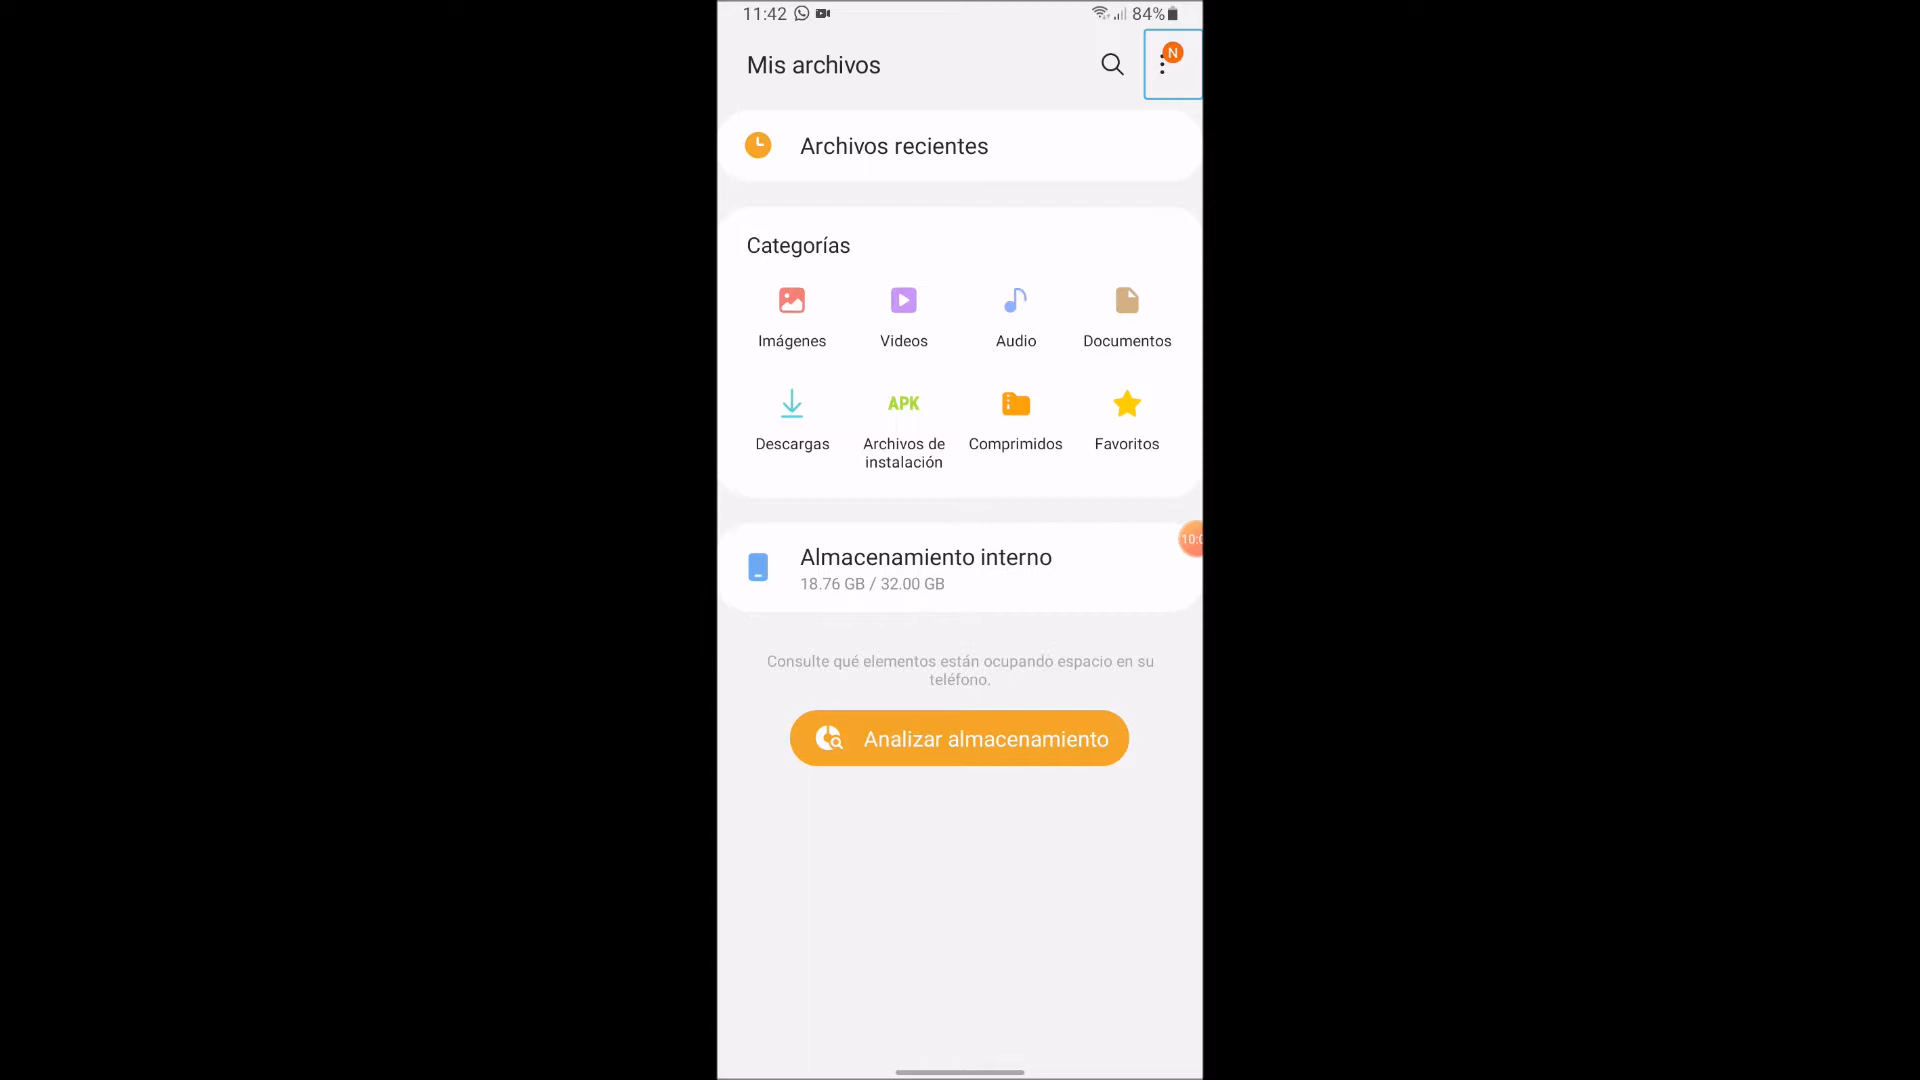 11:42
84%
Mis archivos
N
Archivos recientes
Categorías
Imágenes
Videos
Audio
Documentos
Descargas
APK
Archivos de
instalación
Comprimidos
Favoritos
Almacenamiento interno
18.76 GB / 32.00 GB
Consulte qué elementos están ocupando espacio en su
teléfono.
Analizar almacenamiento